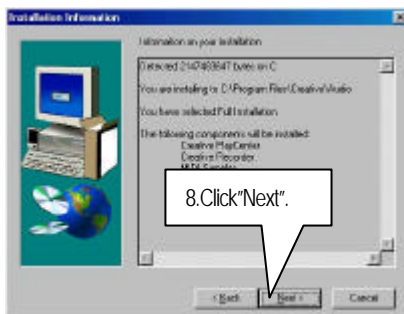 Installation Information
Information on your installation
Detected 2147483647 bytes on C
You are installing to: C:\Program Files\Creative\Audio
You have selected Full Installation
The following components will be installed:
Creative PlayCenter
Creative Recorder
8.Click"Next".
< Back
Next >
Cancel